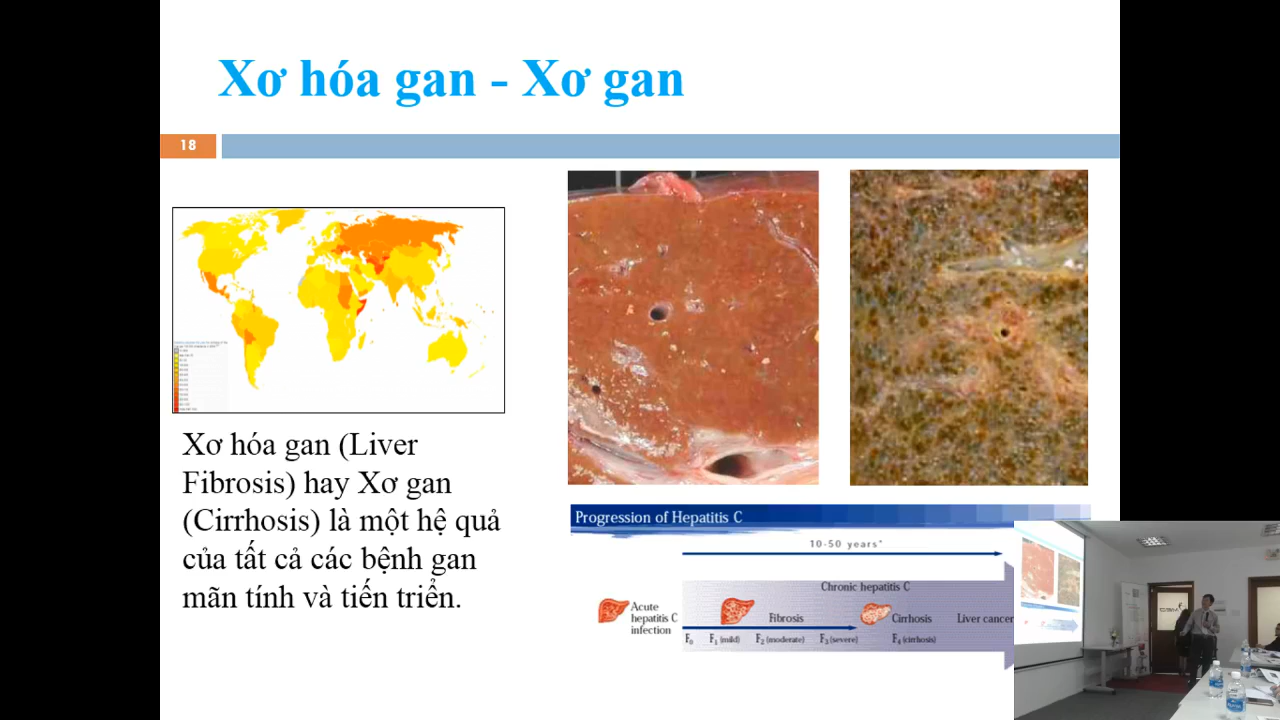 Xơ hóa gan - Xơ gan
18
Xơ hóa gan (Liver
Fibrosis) hay Xơ gan
(Cirrhosis) là một hệ quả
của tất cả các bệnh gan
mãn tính và tiến triển.
Progression of Hepatitis C
10-50 years*
Chronic hepatitis C
Acute
hepatitis C
infection
Fibrosis
Cirrhosis
Liver cancer
F0 F1 (mild) F2 (moderate) F3 (severe) F4 (cirrhosis)